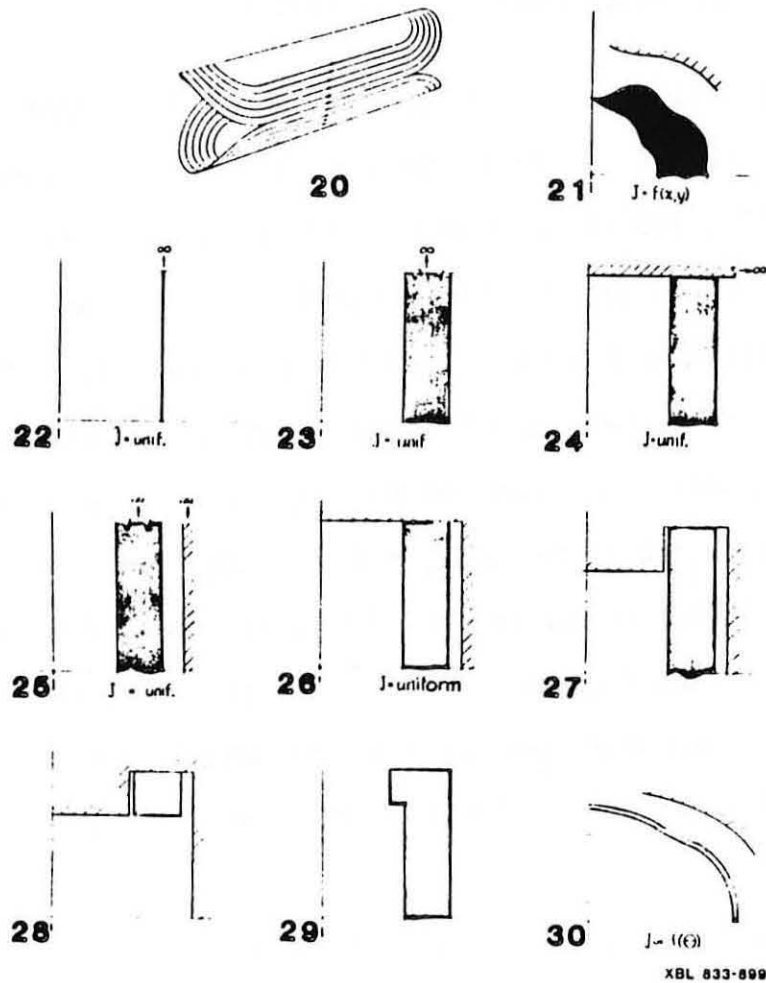 20
21
J = f(x,y)
∞
∞
→∞
22
J = unif.
23
J = unif
24
J = unif.
25
J = unif.
26
J = uniform
27
28
29
30
J = f(Θ)
XBL 833-899